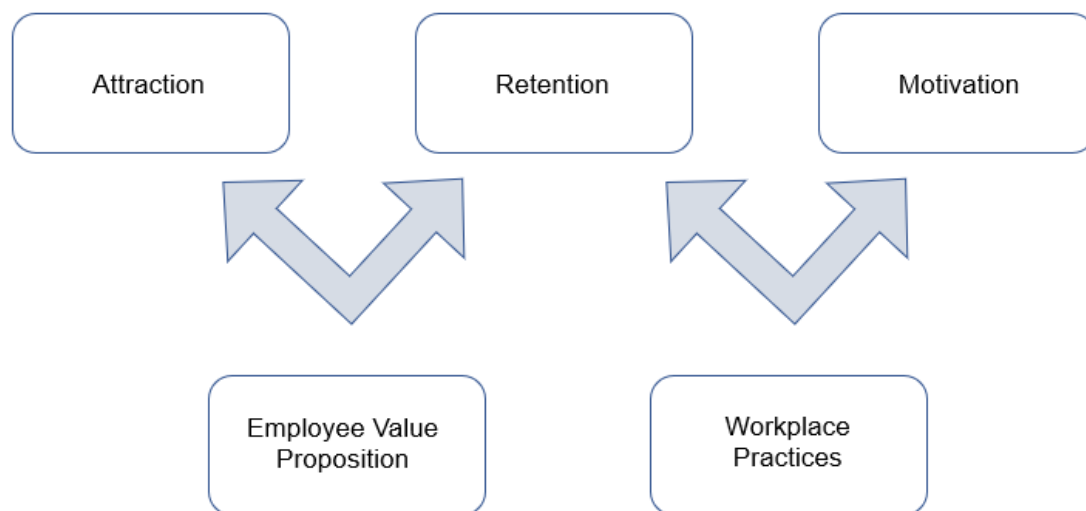 Attraction
Retention
Motivation
Employee Value
Proposition
Workplace
Practices